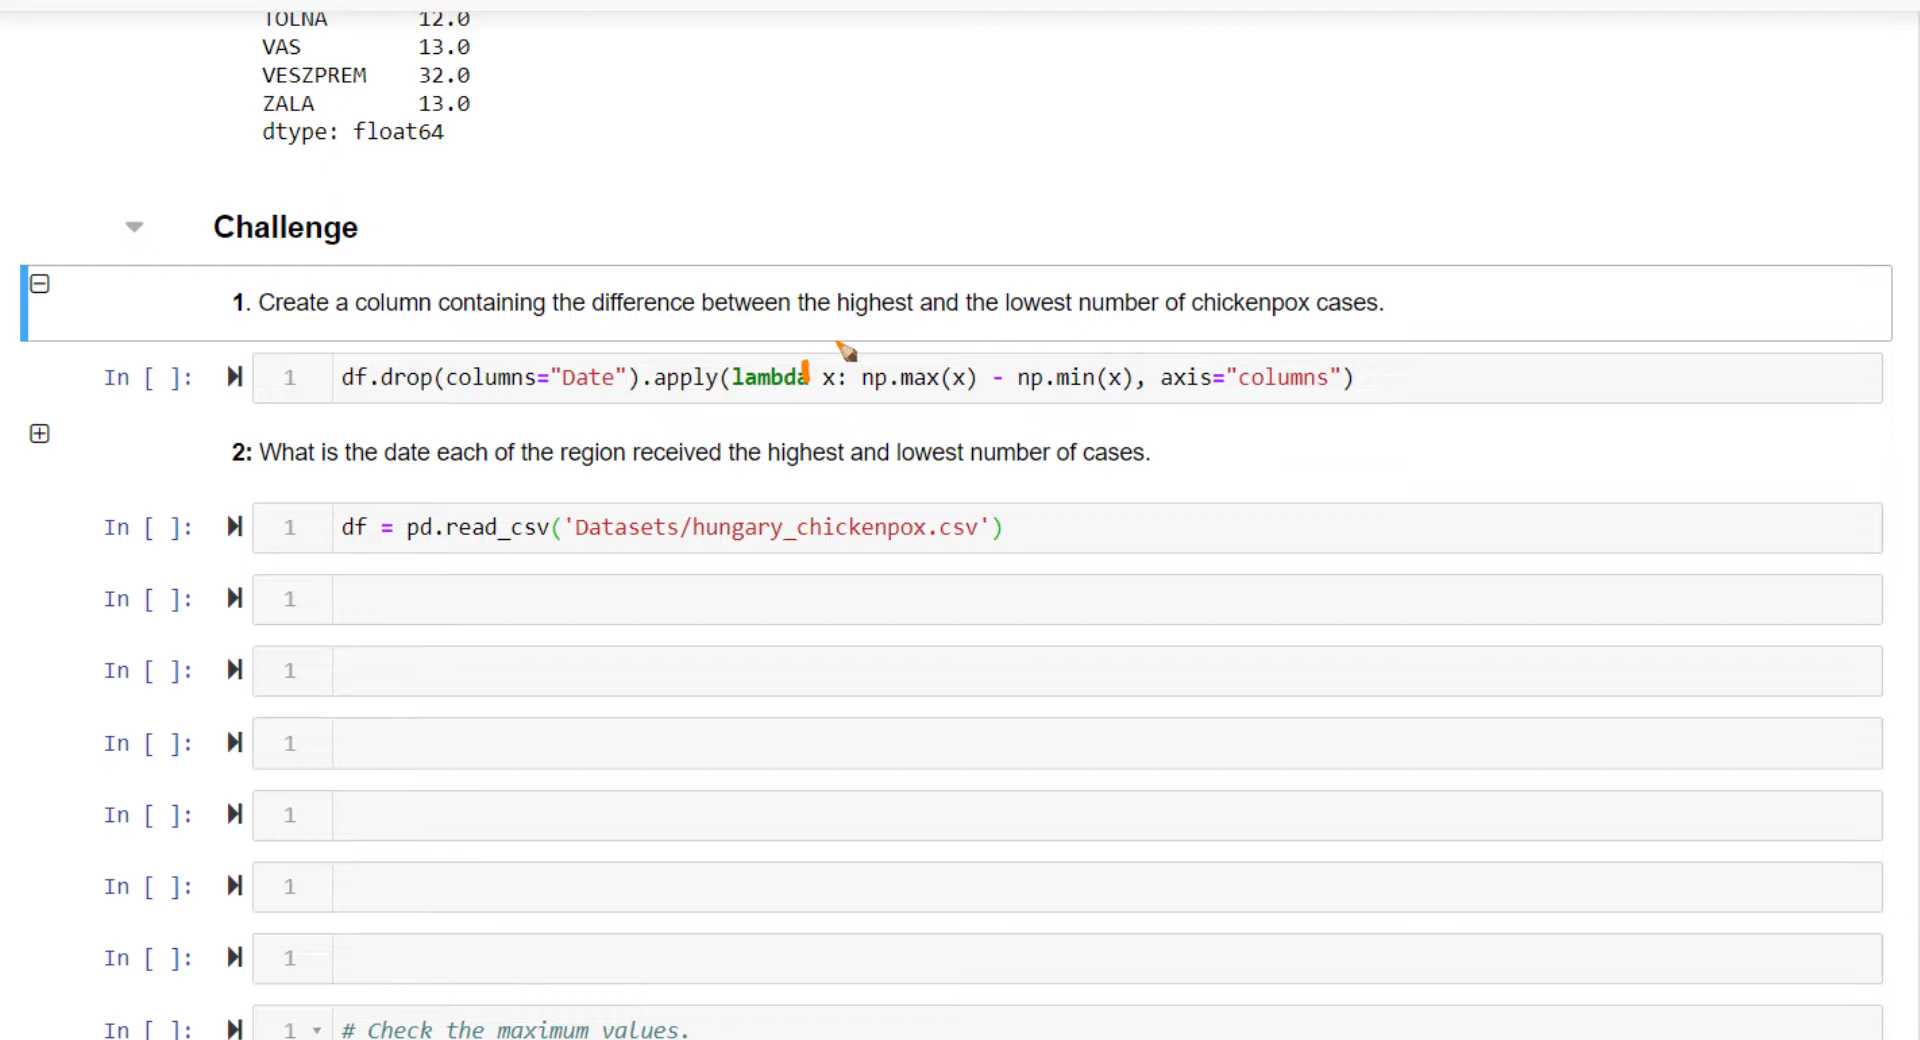 TOLNA 12.0
VAS 13.0
VESZPREM 32.0
ZALA 13.0
dtype: float64
Challenge
1. Create a column containing the difference between the highest and the lowest number of chickenpox cases.
In [ ]: 1 df.drop(columns="Date").apply(lambda x: np.max(x) - np.min(x), axis="columns")
2: What is the date each of the region received the highest and lowest number of cases.
In [ ]: 1 df = pd.read_csv('Datasets/hungary_chickenpox.csv')
In [ ]: 1
In [ ]: 1
In [ ]: 1
In [ ]: 1
In [ ]: 1
In [ ]: 1
In [ ]: 1 # Check the maximum values.